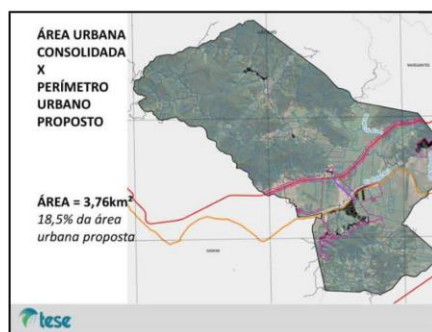 ÁREA URBANA
CONSOLIDADA
X
PERÍMETRO
URBANO
PROPOSTO
ÁREA = 3,76km²
18,5% da área
urbana proposta
tese